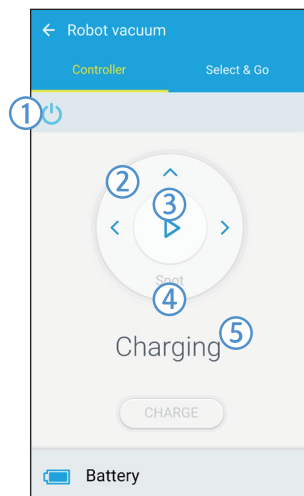 Robot vacuum
Controller Select & Go
1
2
3
Spot
4
Charging 5
CHARGE
Battery